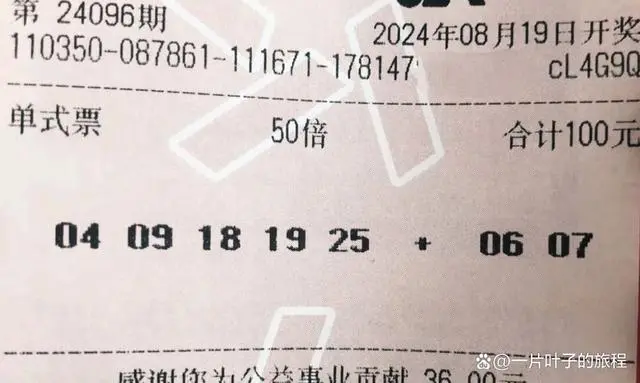 第 24096期
2024年08月19日开奖
110350-087861-111671-178147
cL4G9Q
单式票 50倍 合计100元
04 09 18 19 25 + 06 07
感谢您为公益事业贡献 36.00元
@一片叶子的旅程